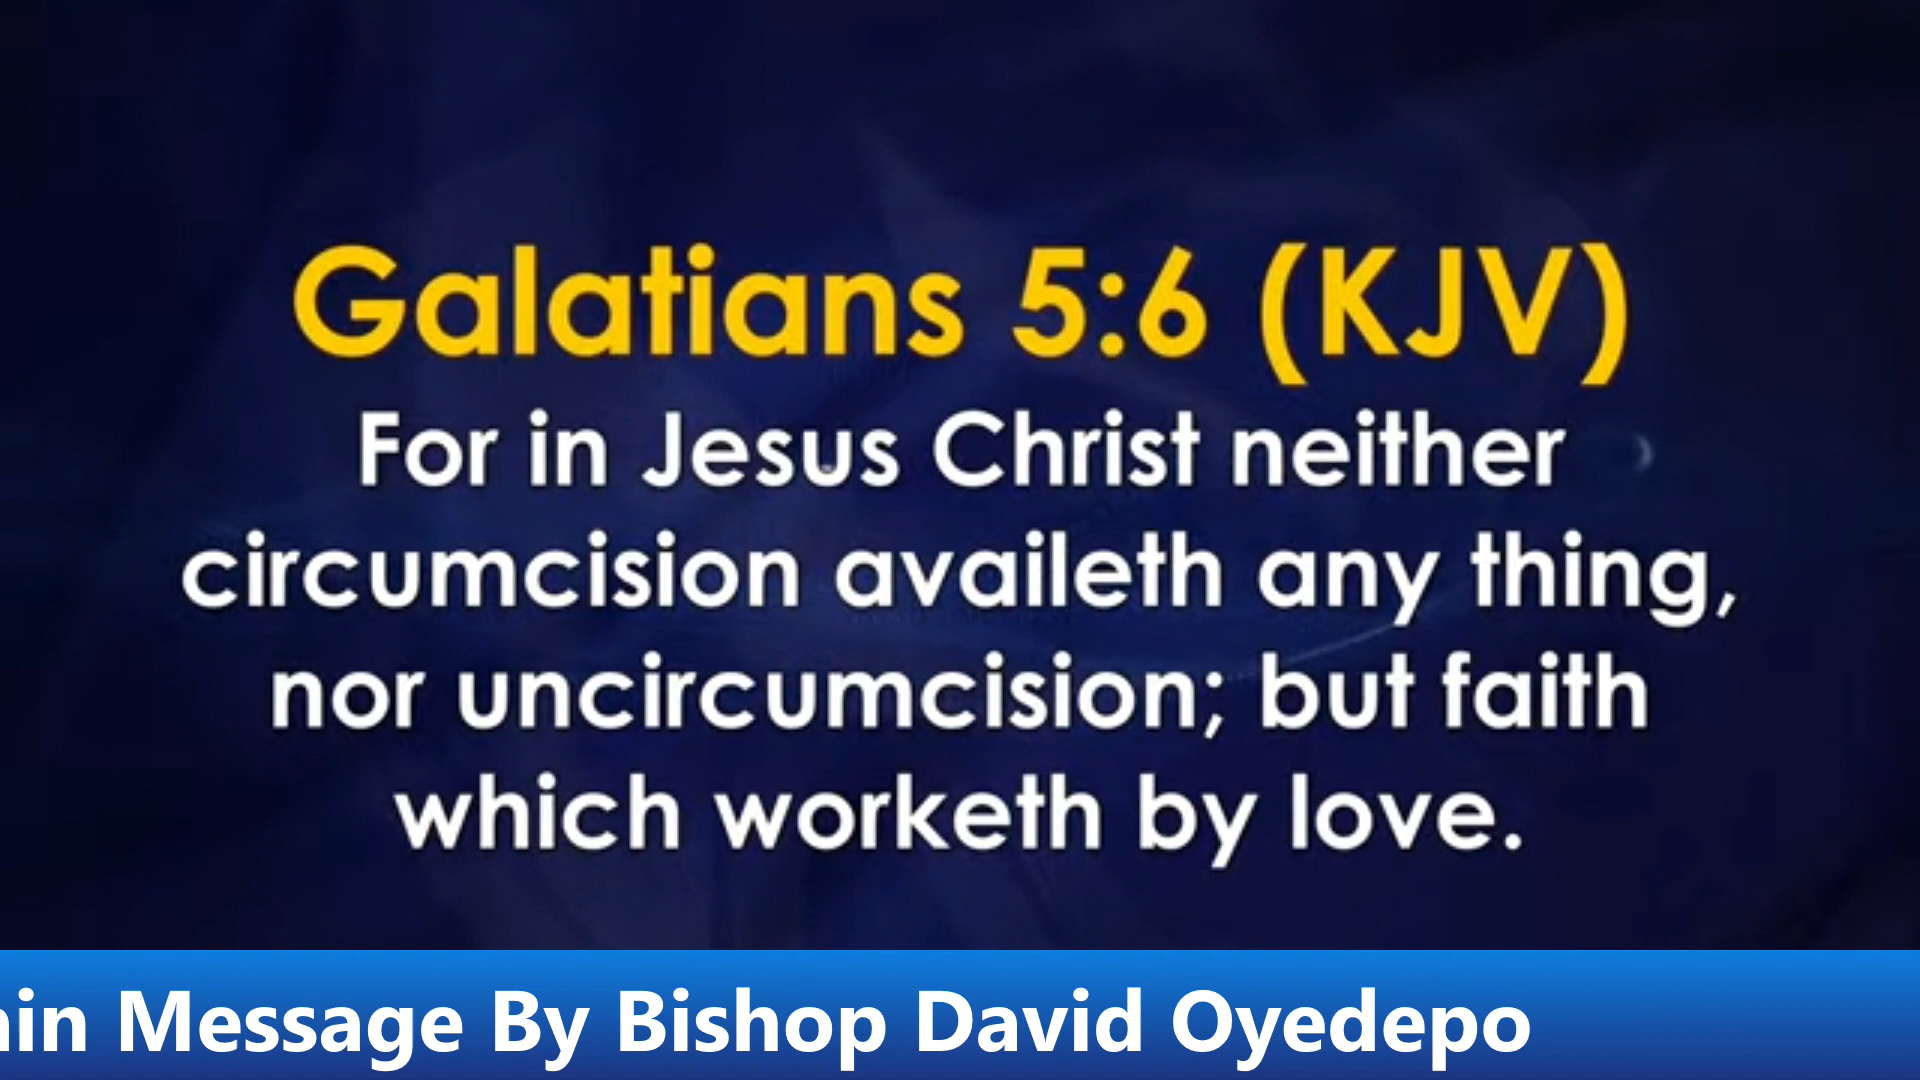 Galatians 5:6 (KJV)
For in Jesus Christ neither
circumcision availeth any thing,
nor uncircumcision; but faith
which worketh by love.
Message By Bishop David Oyedepo